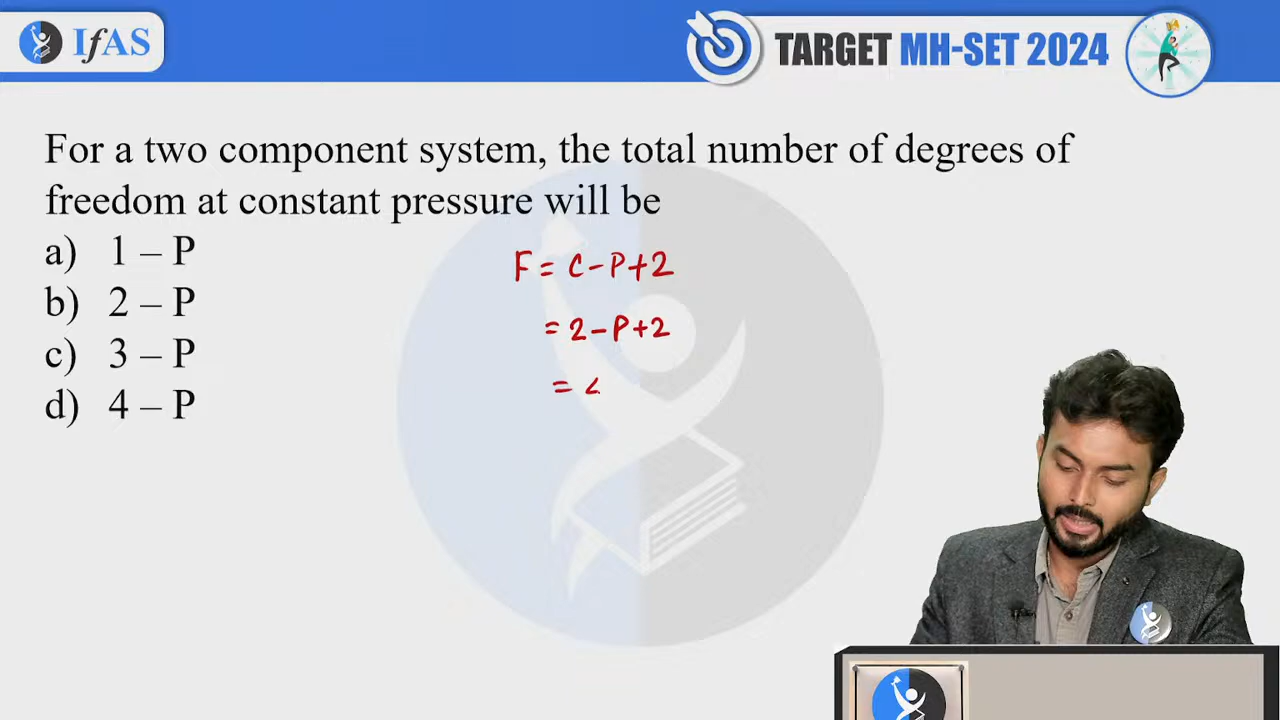 IfAS
TARGET MH-SET 2024
For a two component system, the total number of degrees of
freedom at constant pressure will be
a) 1 – P
b) 2 – P
c) 3 – P
d) 4 – P
F = C - P + 2
= 2 - P + 2
= 4